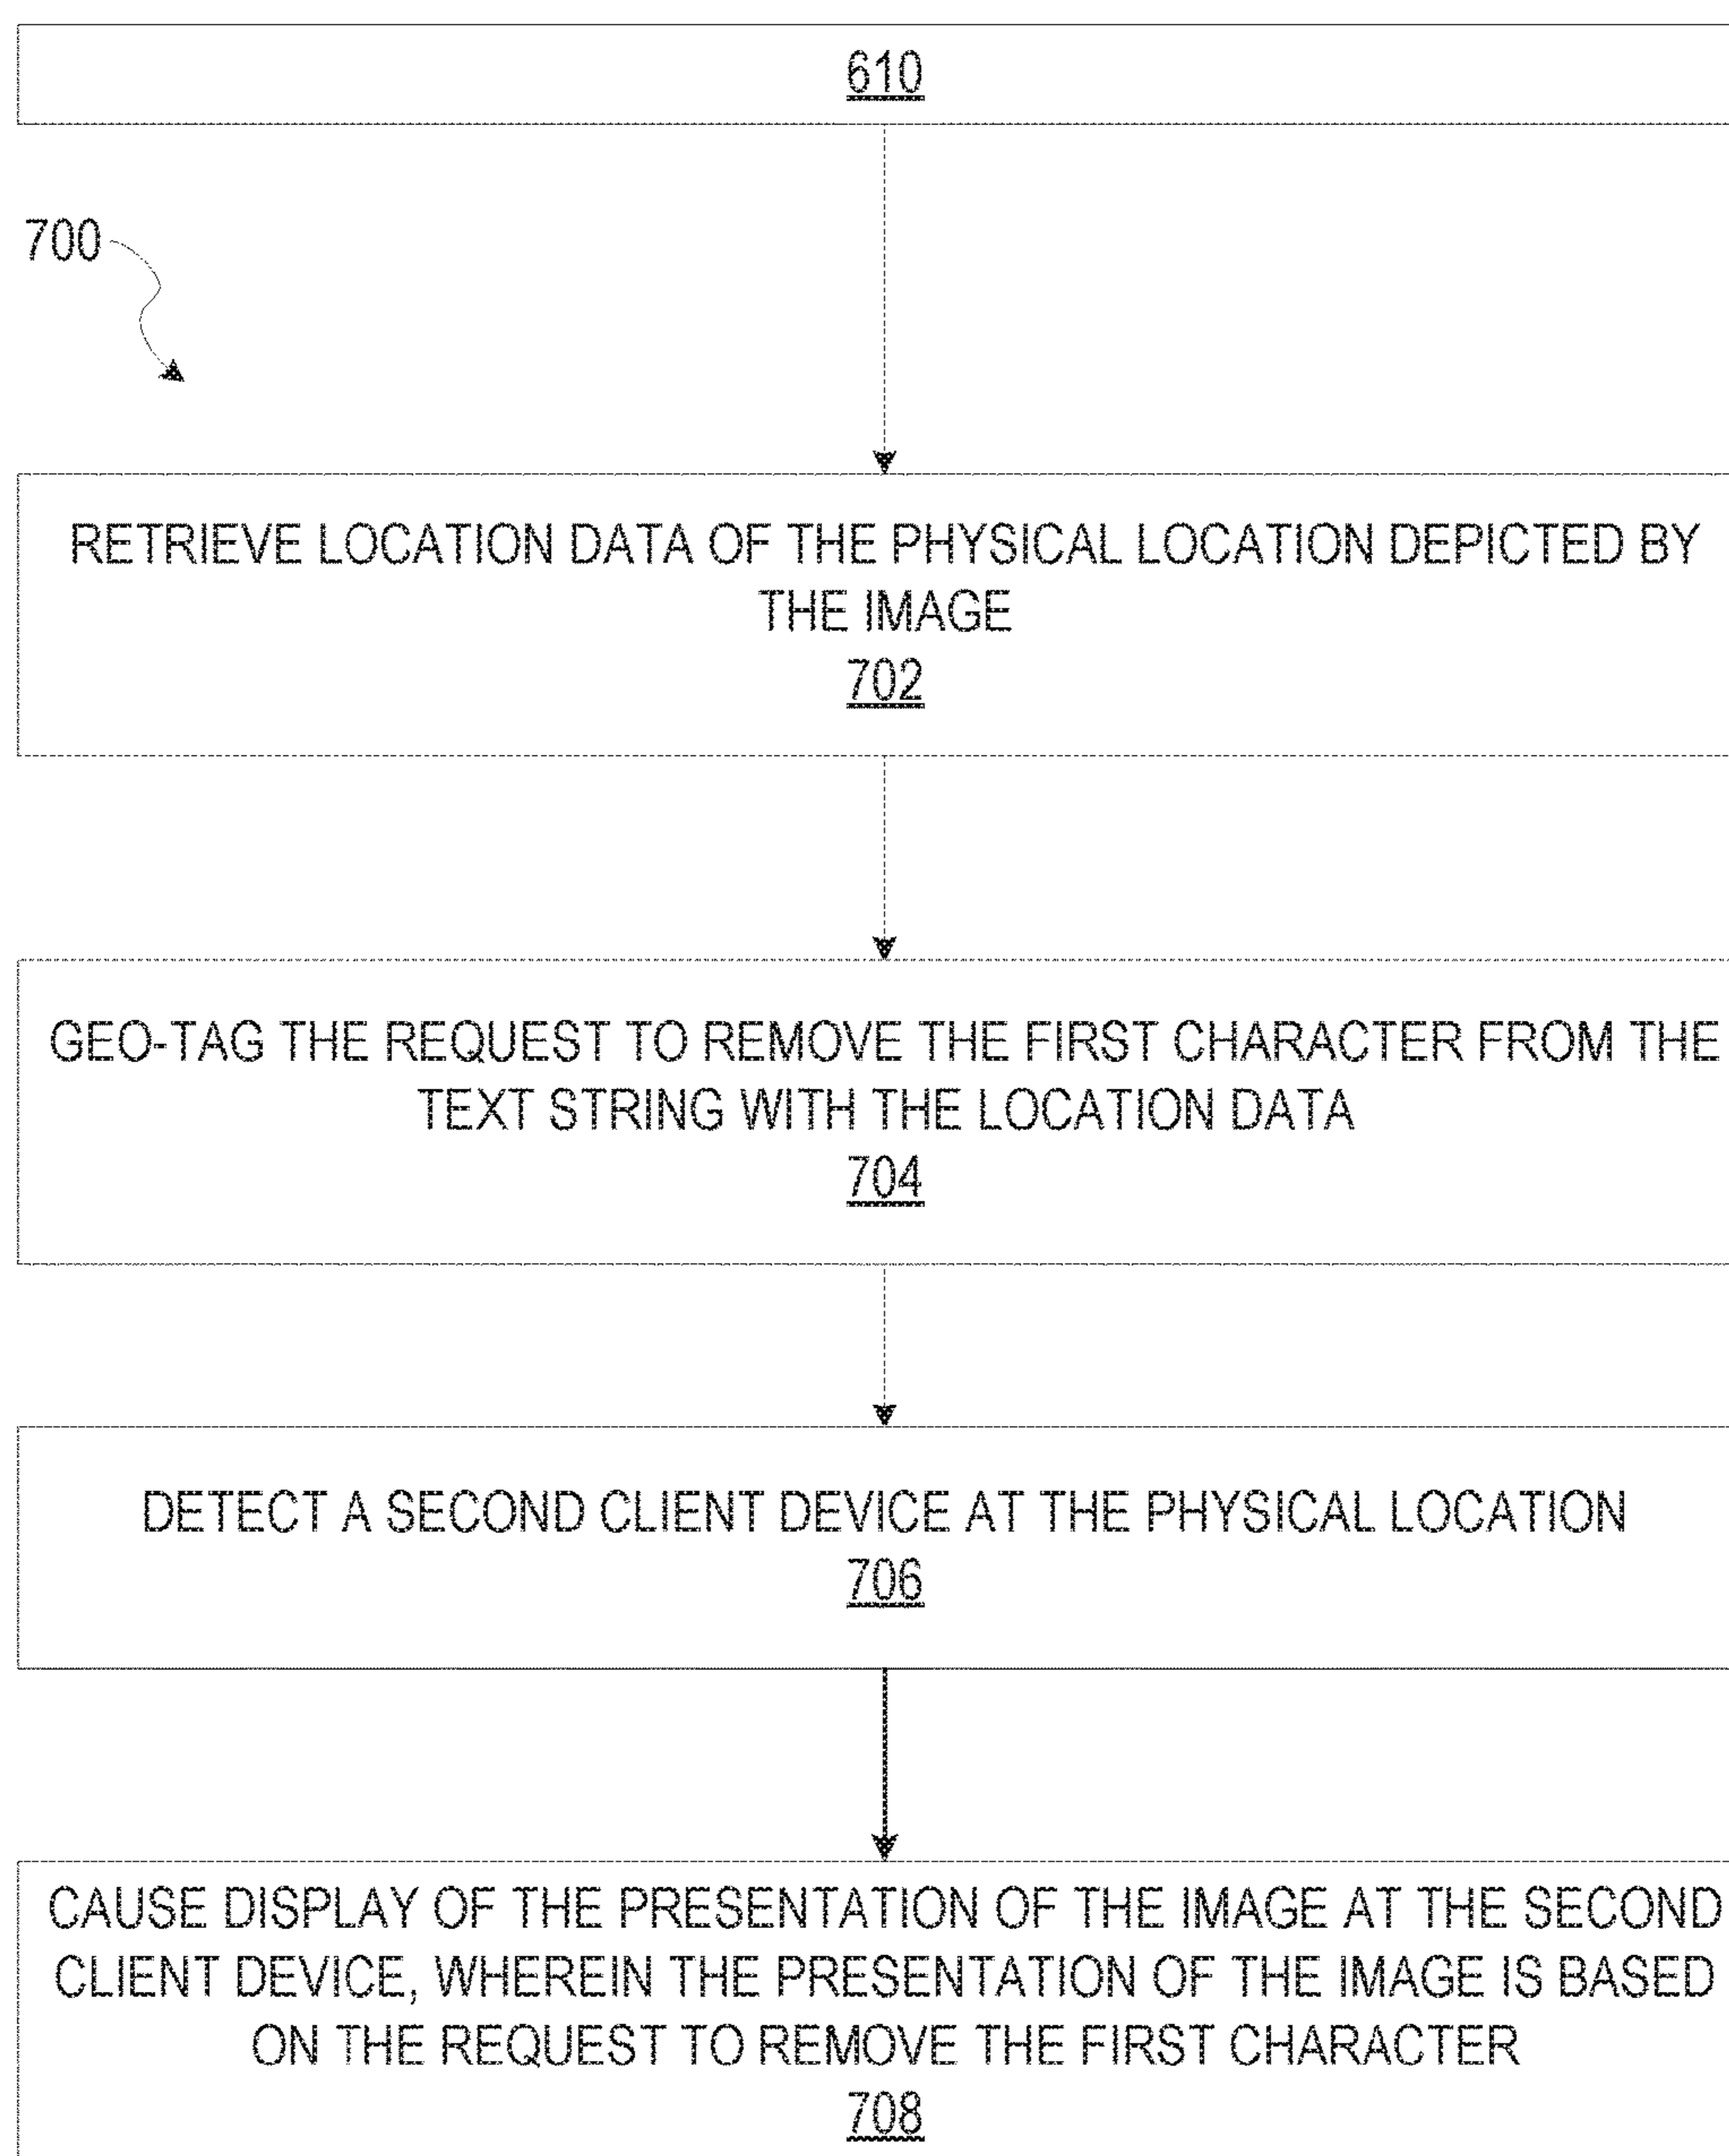 610
700
RETRIEVE LOCATION DATA OF THE PHYSICAL LOCATION DEPICTED BY
THE IMAGE
702
GEO-TAG THE REQUEST TO REMOVE THE FIRST CHARACTER FROM THE
TEXT STRING WITH THE LOCATION DATA
704
DETECT A SECOND CLIENT DEVICE AT THE PHYSICAL LOCATION
706
CAUSE DISPLAY OF THE PRESENTATION OF THE IMAGE AT THE SECOND
CLIENT DEVICE, WHEREIN THE PRESENTATION OF THE IMAGE IS BASED
ON THE REQUEST TO REMOVE THE FIRST CHARACTER
708